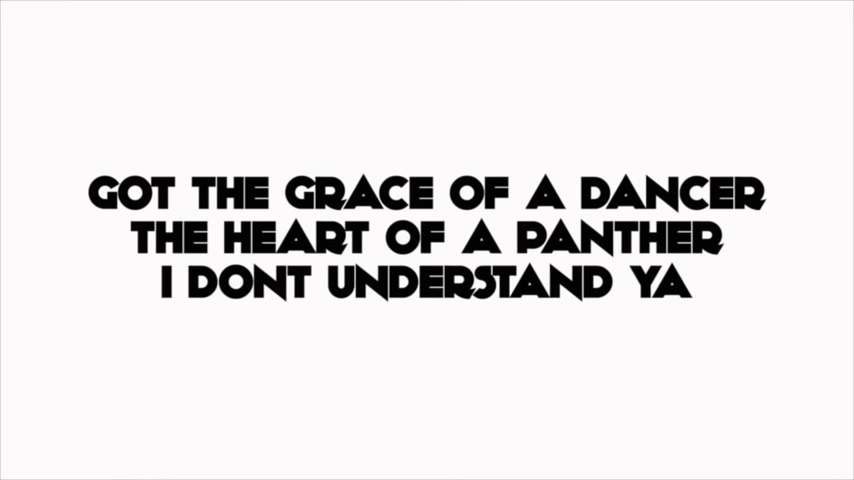 GOT THE GRACE OF A DANCER
THE HEART OF A PANTHER
I DONT UNDERSTAND YA